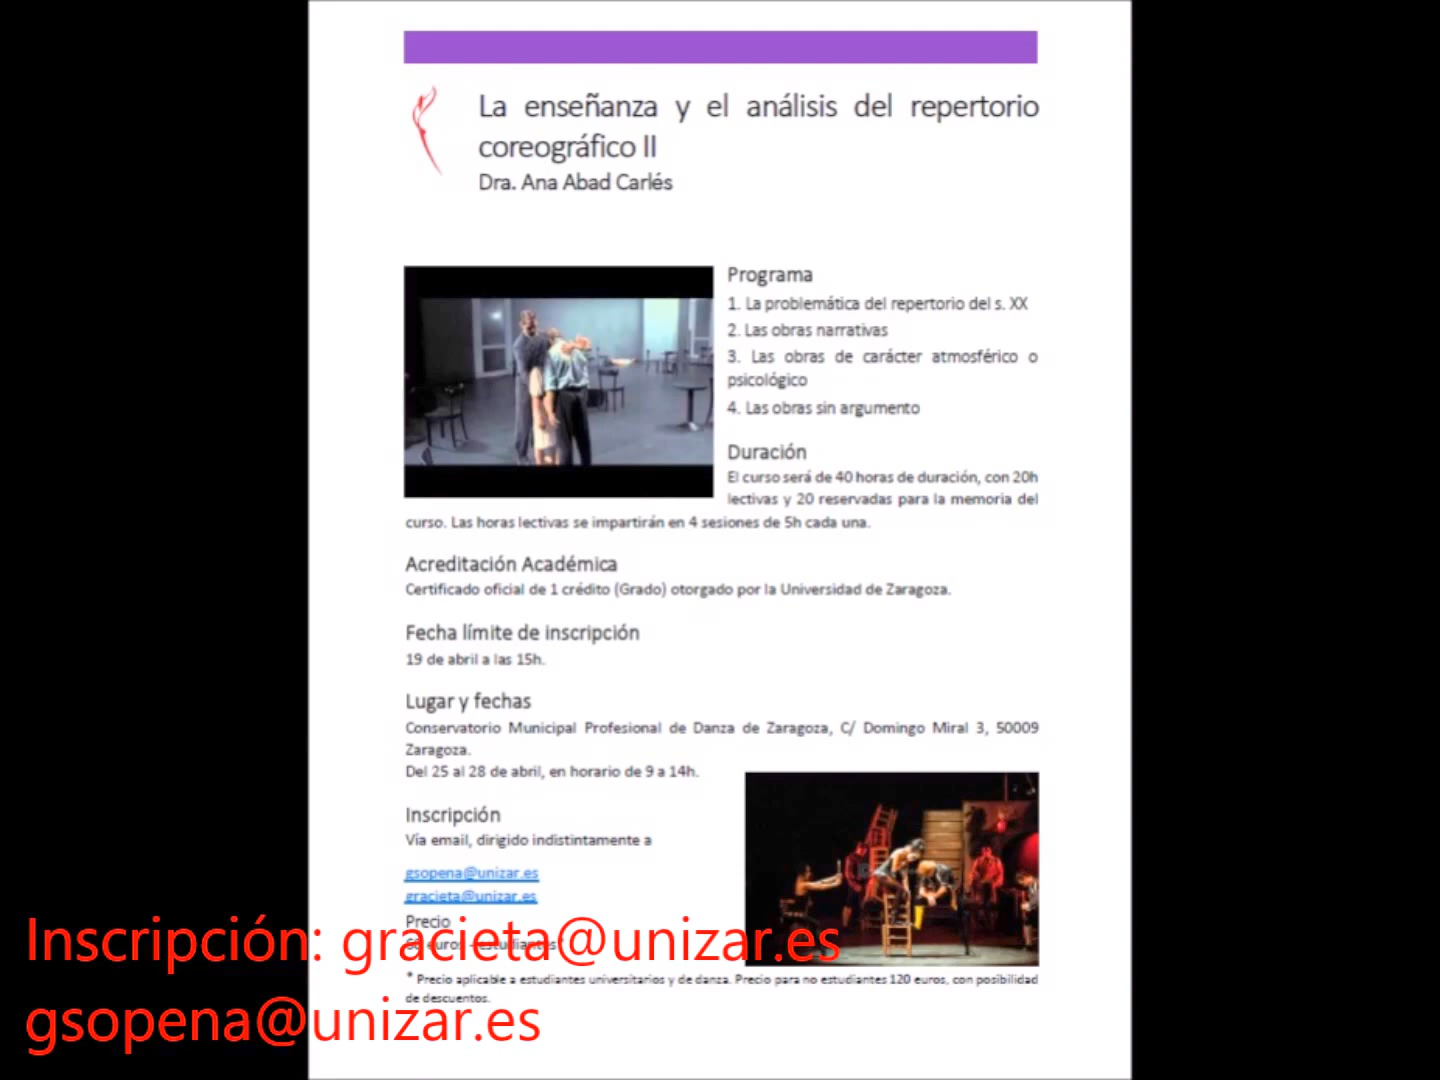 La enseñanza y el análisis del repertorio
coreográfico II
Dra. Ana Abad Carlés
Programa
1. La problemática del repertorio del s. XX
2. Las obras narrativas
3. Las obras de carácter atmosférico o
psicológico
4. Las obras sin argumento
Duración
El curso será de 40 horas de duración, con 20h
lectivas y 20 reservadas para la memoria del
curso. Las horas lectivas se impartirán en 4 sesiones de 5h cada una.
Acreditación Académica
Certificado oficial de 1 crédito (Grado) otorgado por la Universidad de Zaragoza.
Fecha límite de inscripción
19 de abril a las 15h.
Lugar y fechas
Conservatorio Municipal Profesional de Danza de Zaragoza, C/ Domingo Miral 3, 50009
Zaragoza.
Del 25 al 28 de abril, en horario de 9 a 14h.
Inscripción
Vía email, dirigido indistintamente a
gsopena@unizar.es
gracieta@unizar.es
Precio
euros - estudiantes*
* Precio aplicable a estudiantes universitarios y de danza. Precio para no estudiantes 120 euros, con posibilidad
de descuentos.
Inscripción: gracieta@unizar.es
gsopena@unizar.es